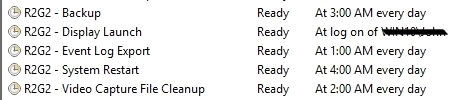 R2G2 - Backup Ready At 3:00 AM every day
R2G2 - Display Launch Ready At log on of
R2G2 - Event Log Export Ready At 1:00 AM every day
R2G2 - System Restart Ready At 4:00 AM every day
R2G2 - Video Capture File Cleanup Ready At 2:00 AM every day